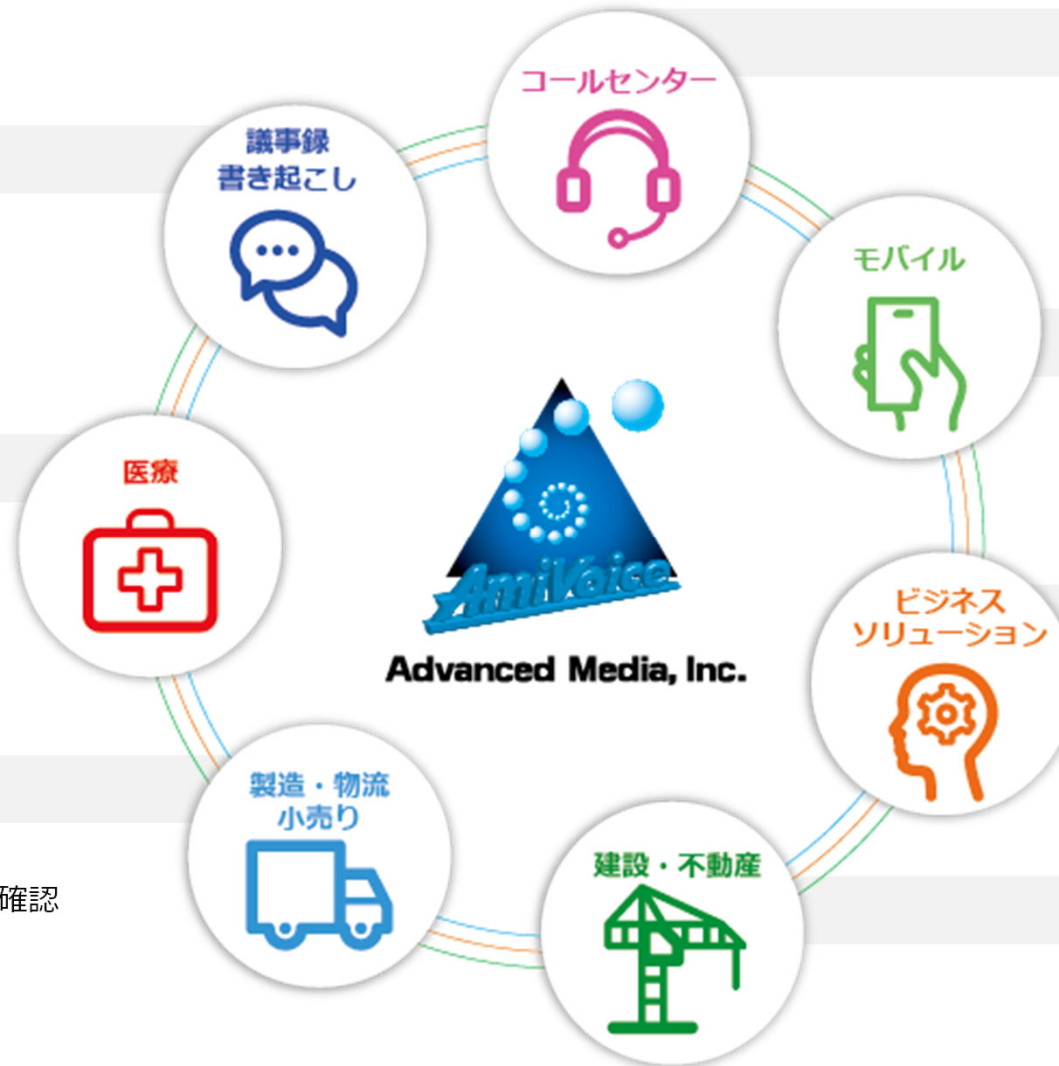 コールセンター
議事録
書き起こし
モバイル
医療
AmiVoice
Advanced Media, Inc.
ビジネス
ソリューション
製造・物流
小売り
建設・不動産
確認